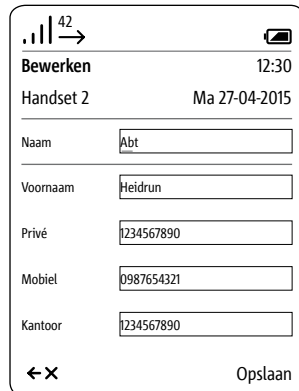 42
Bewerken 12:30
Handset 2 Ma 27-04-2015
Naam Abt
Voornaam Heidrun
Privé 1234567890
Mobiel 0987654321
Kantoor 1234567890
Opslaan